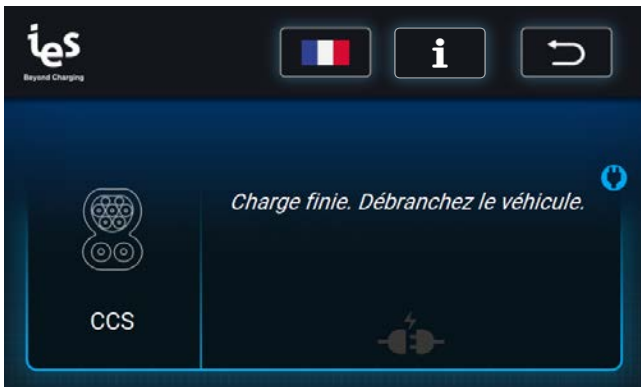 ies
Beyond Charging
i
Charge finie. Débranchez le véhicule.
CCS